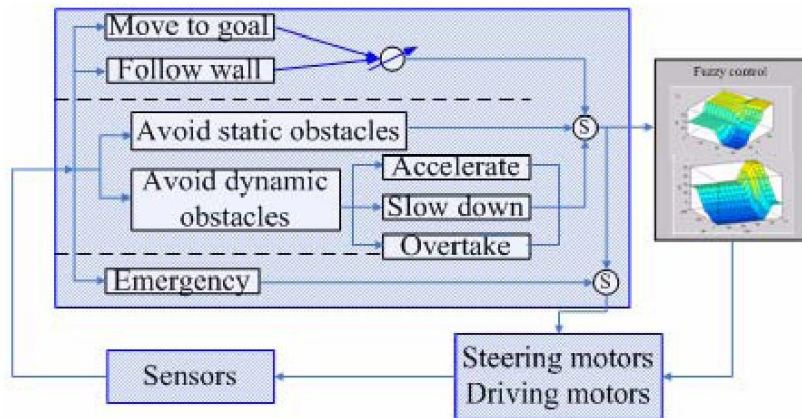 Move to goal
Follow wall
Fuzzy control
Avoid static obstacles
S
Avoid dynamic
obstacles
Accelerate
Slow down
Overtake
Emergency
S
Sensors
Steering motors
Driving motors